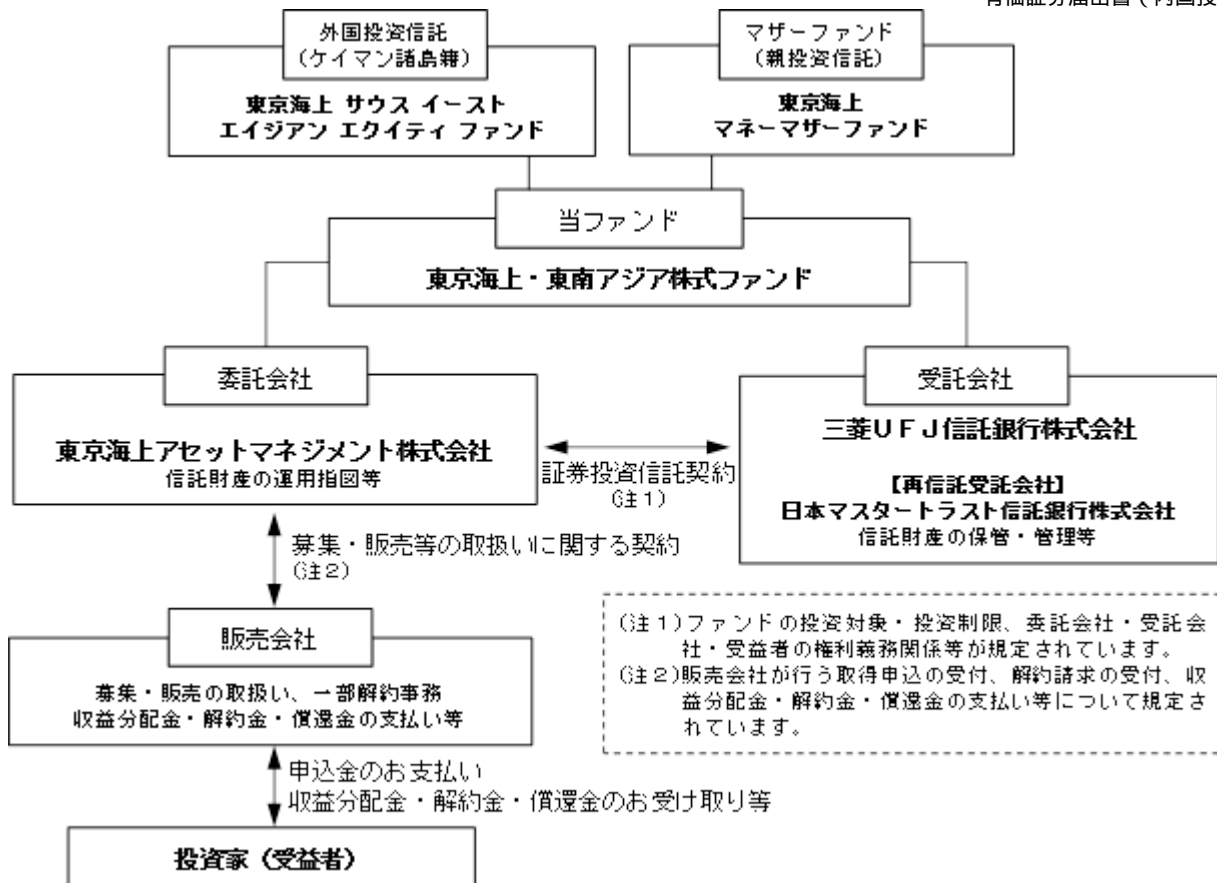 有価証券届出書（内国投
外国投資信託
（ケイマン諸島籍）
東京海上 サウス イースト
エイジアン エクイティ ファンド
マザーファンド
（親投資信託）
東京海上
マネーマザーファンド
当ファンド
東京海上・東南アジア株式ファンド
委託会社
東京海上アセットマネジメント株式会社
信託財産の運用指図等
証券投資信託契約
（注１）
受託会社
三菱ＵＦＪ信託銀行株式会社
【再信託受託会社】
日本マスタートラスト信託銀行株式会社
信託財産の保管・管理等
募集・販売等の取扱いに関する契約
（注２）
販売会社
募集・販売の取扱い、一部解約事務
収益分配金・解約金・償還金の支払い等
（注１）ファンドの投資対象・投資制限、委託会社・受託会
社・受益者の権利義務関係等が規定されています。
（注２）販売会社が行う取得申込の受付、解約請求の受付、収
益分配金・解約金・償還金の支払い等について規定さ
れています。
申込金のお支払い
収益分配金・解約金・償還金のお受け取り等
投資家（受益者）